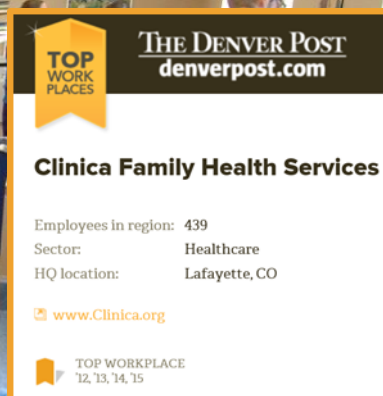 TOP
WORK
PLACES
THE DENVER POST
denverpost.com
Clinica Family Health Services
Employees in region: 439
Sector: Healthcare
HQ location: Lafayette, CO
www.Clinica.org
TOP WORKPLACE
'12, '13, '14, '15